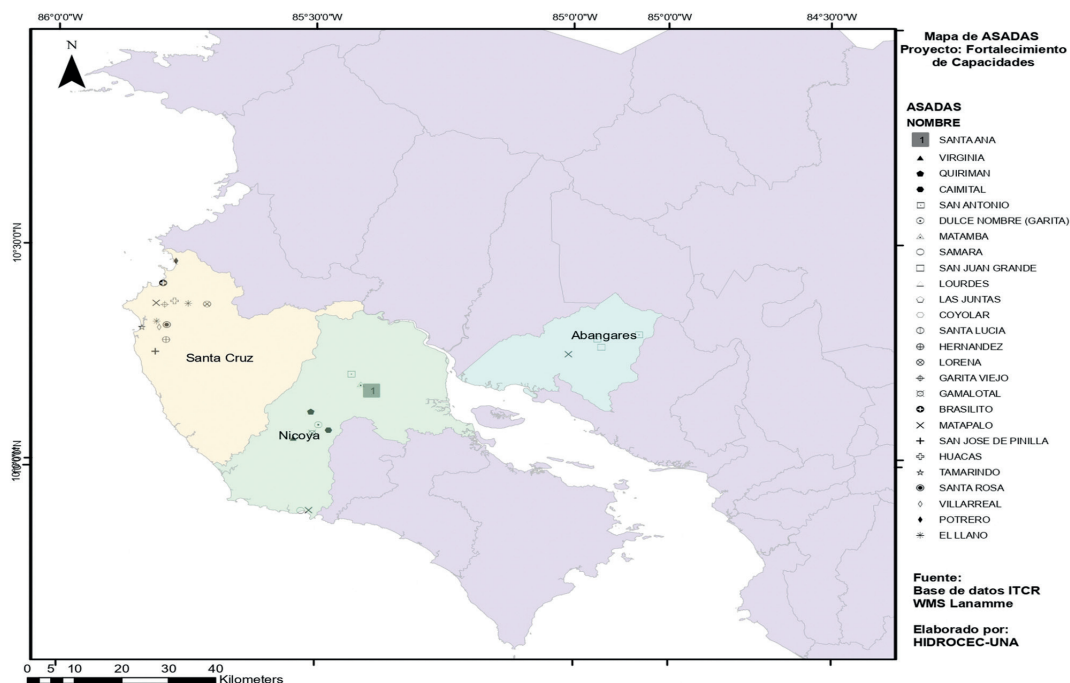 86°0'0"W 85°30'0"W 85°0'0"W 85°0'0"W 84°30'0"W
N
10°30'0"N
Santa Cruz
Abangares
1
Nicoya
0 5 10 20 30 40
Kilometers
Mapa de ASADAS
Proyecto: Fortalecimiento
de Capacidades
ASADAS
NOMBRE
1 SANTA ANA
VIRGINIA
QUIRIMAN
CAIMITAL
SAN ANTONIO
DULCE NOMBRE (GARITA)
MATAMBA
SAMARA
SAN JUAN GRANDE
LOURDES
LAS JUNTAS
COYOLAR
SANTA LUCIA
HERNANDEZ
LORENA
GARITA VIEJO
GAMALOTAL
BRASILITO
MATAPALO
SAN JOSE DE PINILLA
HUACAS
TAMARINDO
SANTA ROSA
VILLARREAL
POTRERO
EL LLANO
Fuente:
Base de datos ITCR
WMS Lanamme
Elaborado por:
HIDROCEC-UNA